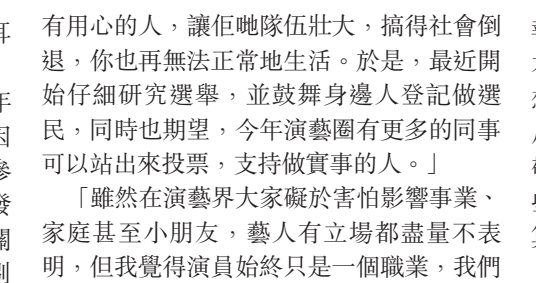 有用心的人，讓佢哋隊伍壯大，搞得社會倒
退，你也再無法正常地生活。於是，最近開
始仔細研究選舉，並鼓舞身邊人登記做選
民，同時也期望，今年演藝圈有更多的同事
可以站出來投票，支持做實事的人。」
「雖然在演藝界大家礙於害怕影響事業、
家庭甚至小朋友，藝人有立場都盡量不表
明，但我覺得演員始終只是一個職業，我們